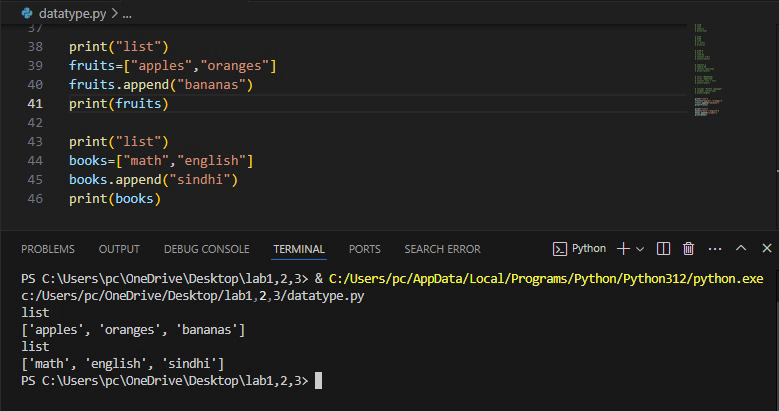 datatype.py > ...
37
38 print("list")
39 fruits=["apples","oranges"]
40 fruits.append("bananas")
41 print(fruits)
42
43 print("list")
44 books=["math","english"]
45 books.append("sindhi")
46 print(books)
PROBLEMS OUTPUT DEBUG CONSOLE TERMINAL PORTS SEARCH ERROR Python
PS C:\Users\pc\OneDrive\Desktop\lab1,2,3> & C:/Users/pc/AppData/Local/Programs/Python/Python312/python.exe
c:/Users/pc/OneDrive/Desktop/lab1,2,3/datatype.py
list
['apples', 'oranges', 'bananas']
list
['math', 'english', 'sindhi']
PS C:\Users\pc\OneDrive\Desktop\lab1,2,3>